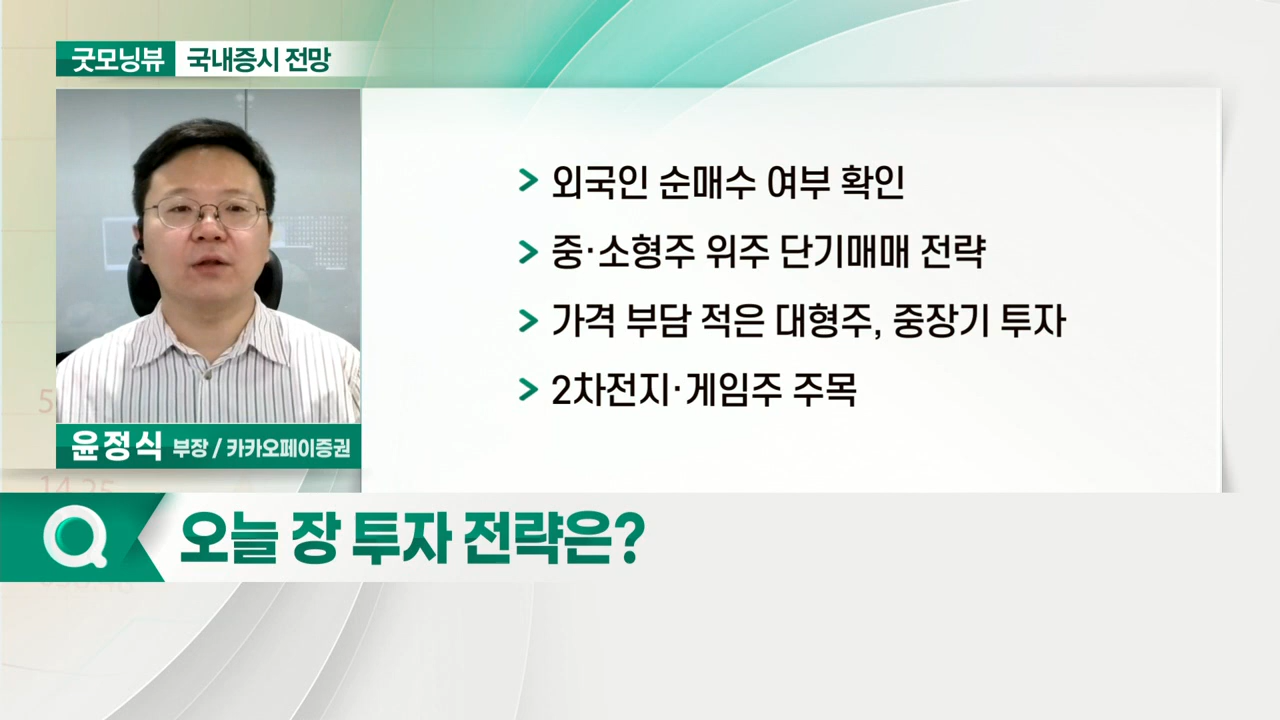 굿모닝뷰 국내증시 전망
> 외국인 순매수 여부 확인
> 중·소형주 위주 단기매매 전략
> 가격 부담 적은 대형주, 중장기 투자
> 2차전지·게임주 주목
윤정식 부장 / 카카오페이증권
오늘 장 투자 전략은?